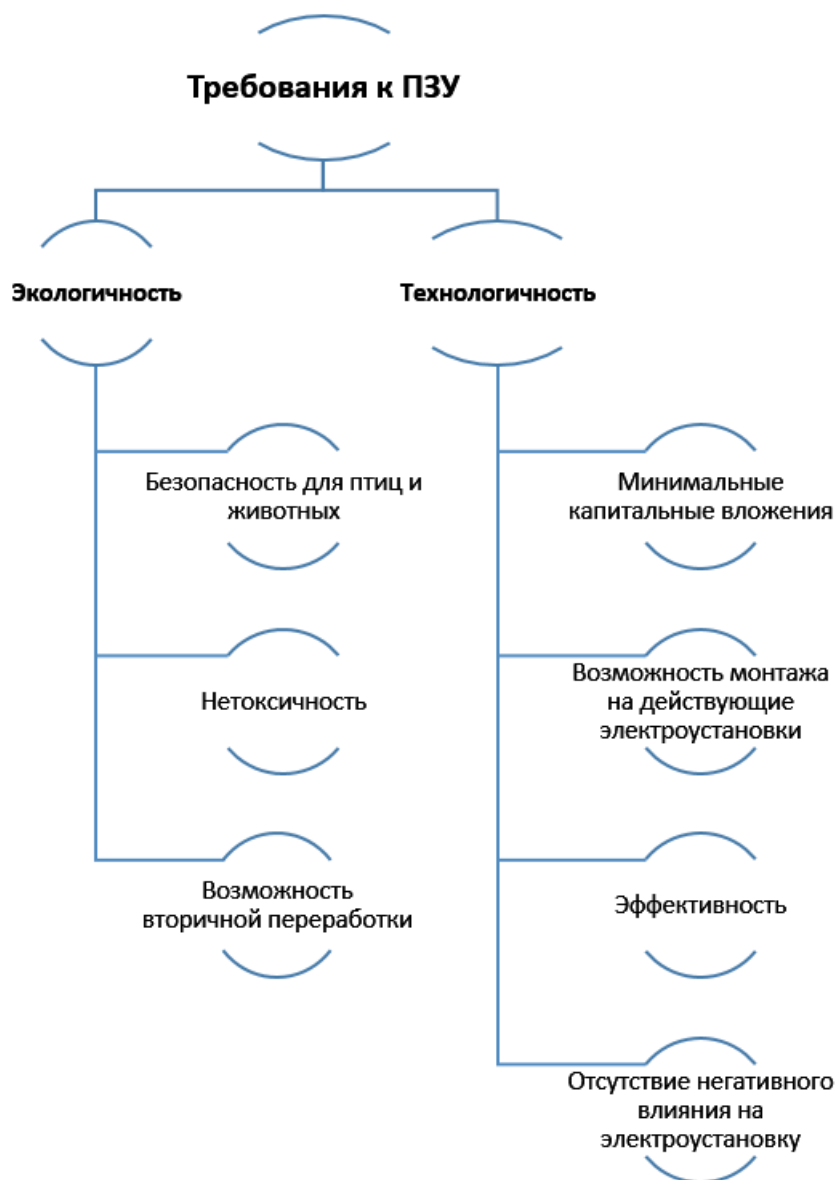 Требования к ПЗУ
Экологичность
Технологичность
Безопасность для птиц и
животных
Нетоксичность
Возможность
вторичной переработки
Минимальные
капитальные вложения
Возможность монтажа
на действующие
электроустановки
Эффективность
Отсутствие негативного
влияния на
электроустановку